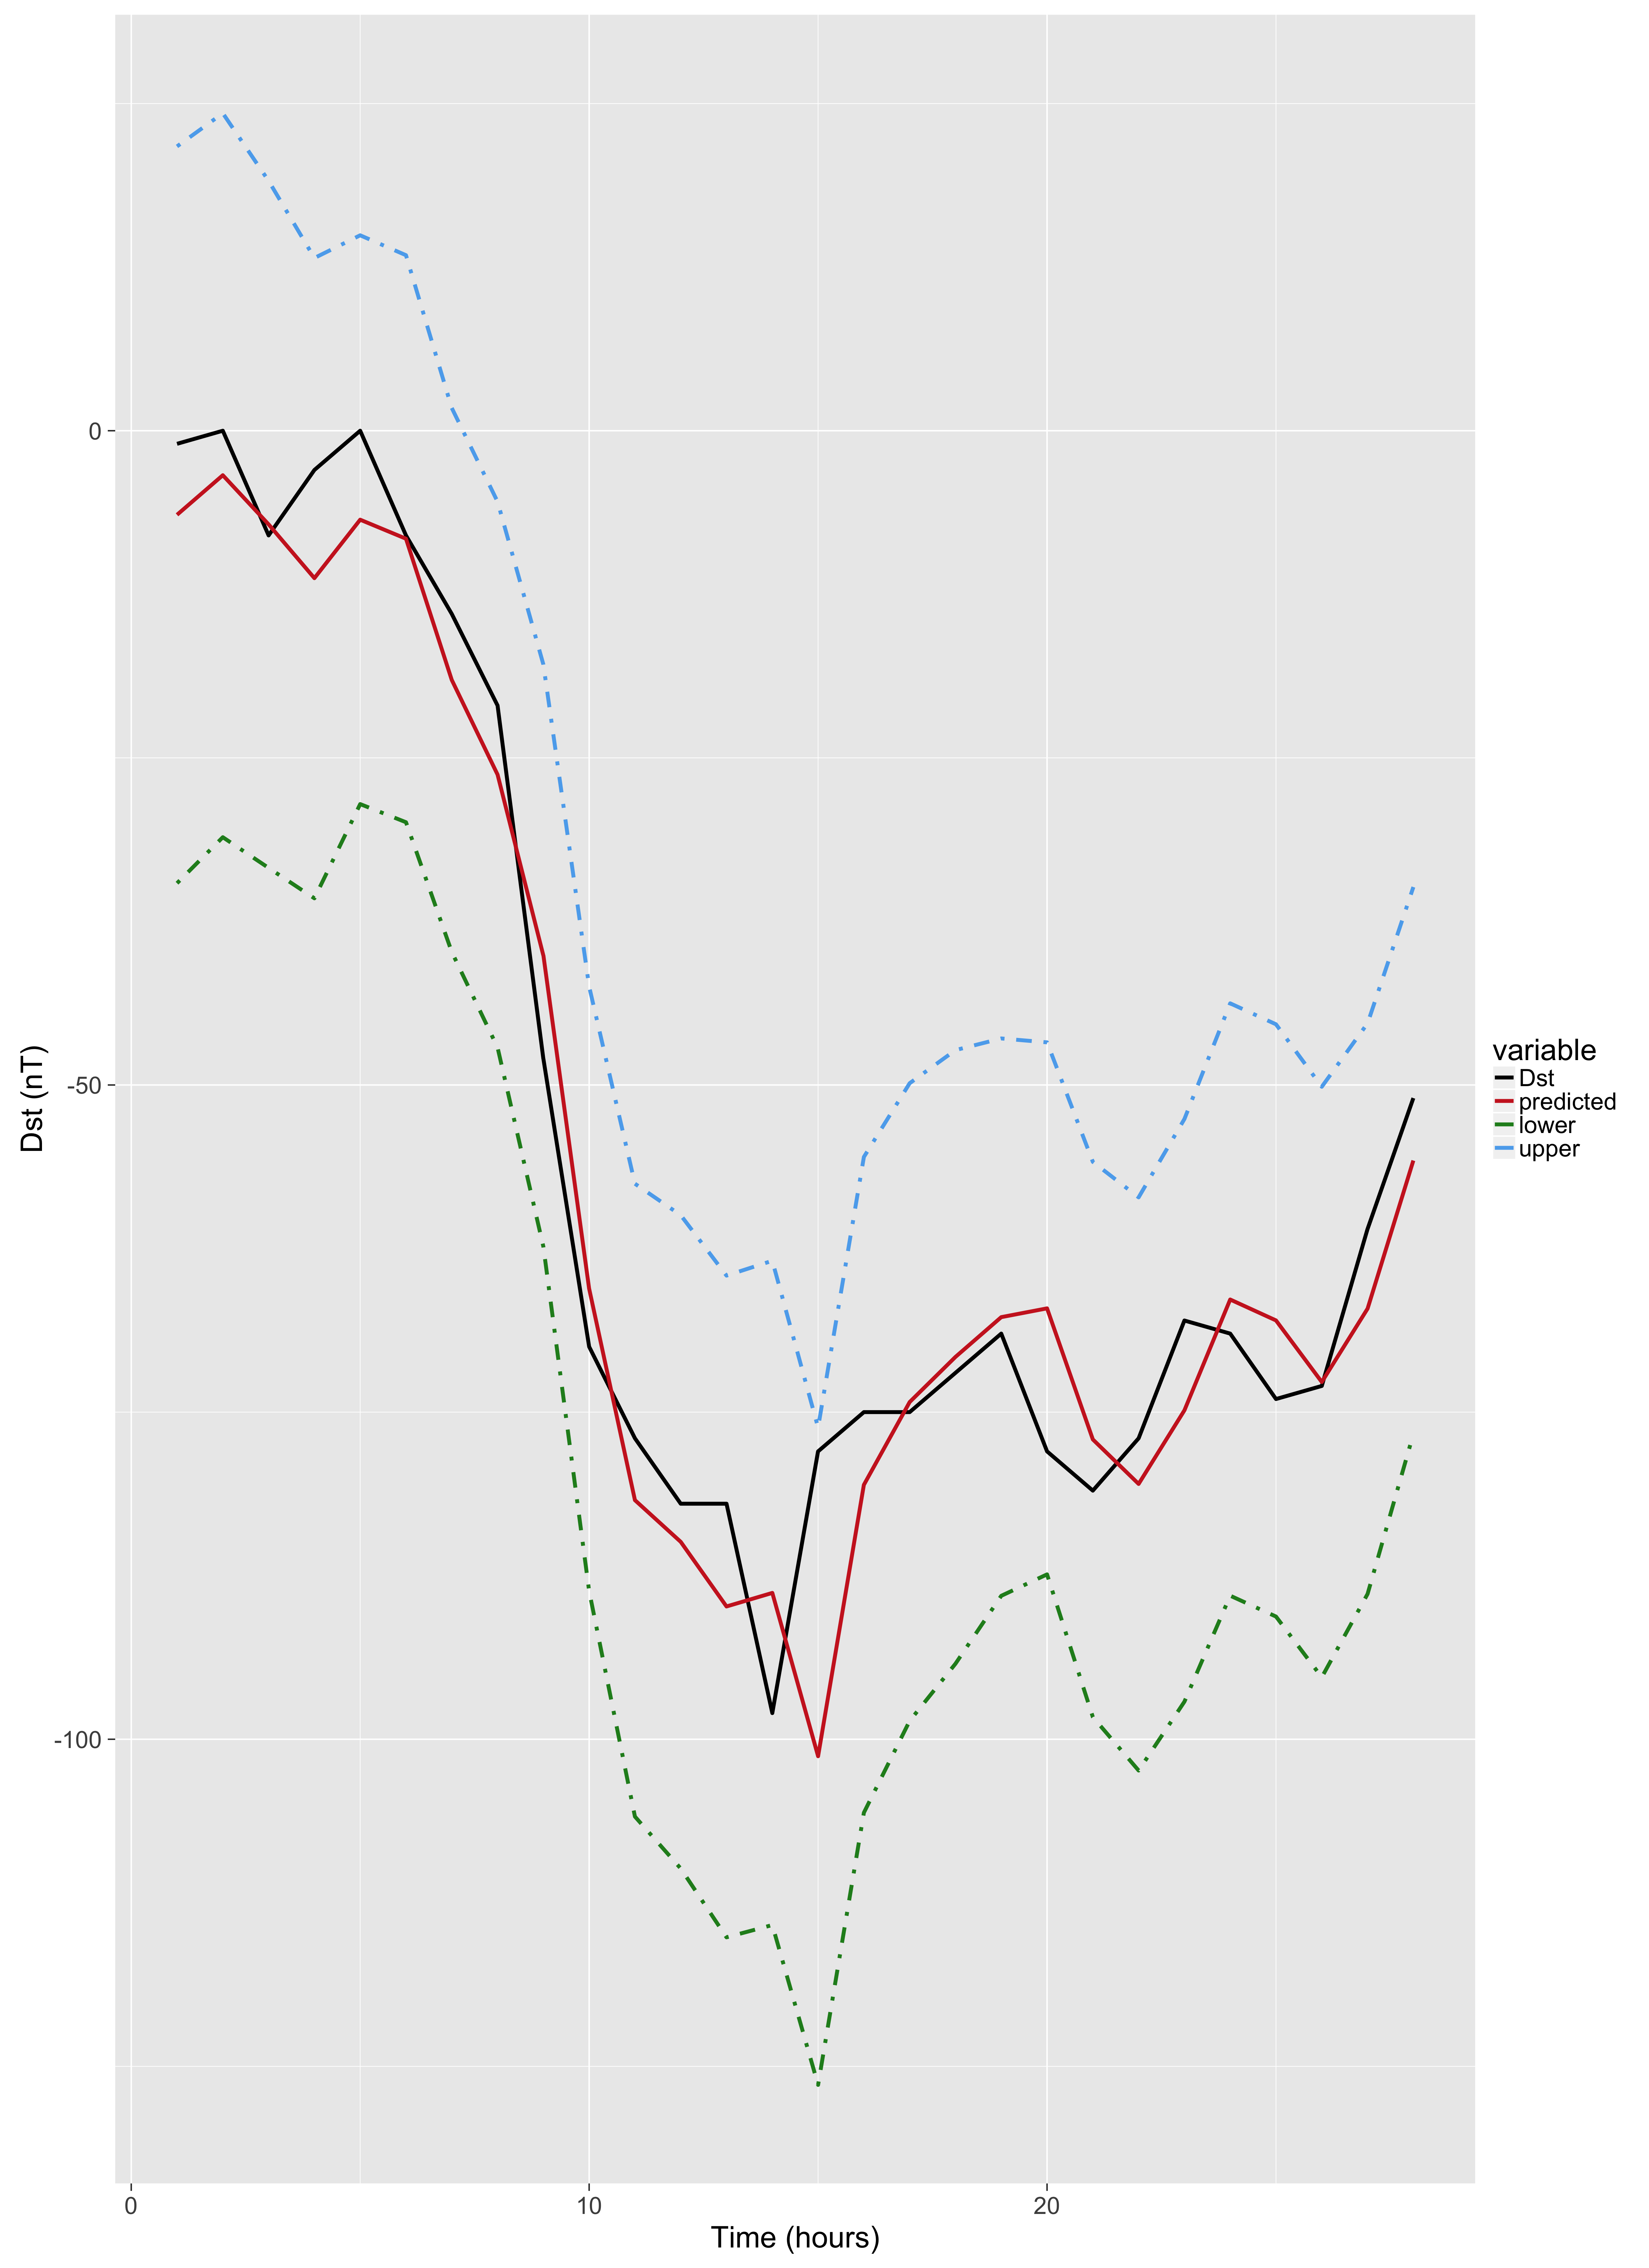 0
-50
-100
Dst (nT)
0
10
20
Time (hours)
variable
Dst
predicted
lower
upper